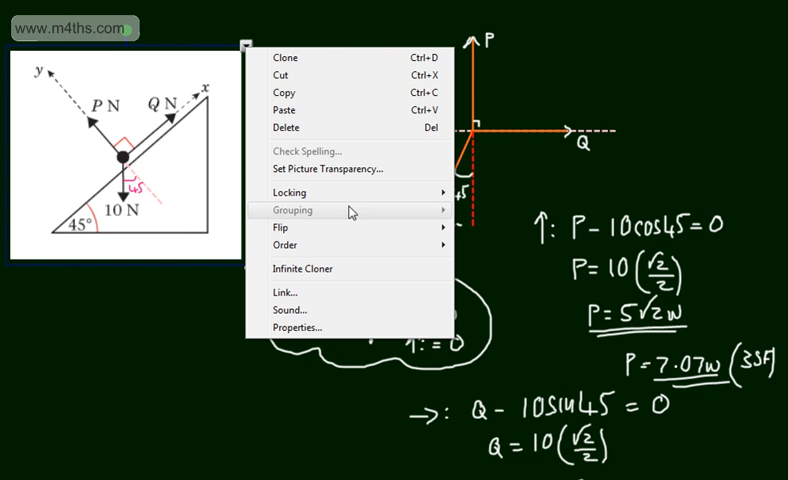 www.m4ths.com
y
x
P N
Q N
45
10 N
45°
Clone Ctrl+D
Cut Ctrl+X
Copy Ctrl+C
Paste Ctrl+V
Delete Del
Check Spelling...
Set Picture Transparency...
Locking
Grouping
Flip
Order
Infinite Cloner
Link...
Sound...
Properties...
P
Q
45
↑: P - 10cos45 = 0
P = 10(√2/2)
P = 5√2 N
P = 7.07N (3SF)
↑: = 0
→: Q - 10sin45 = 0
Q = 10(√2/2)